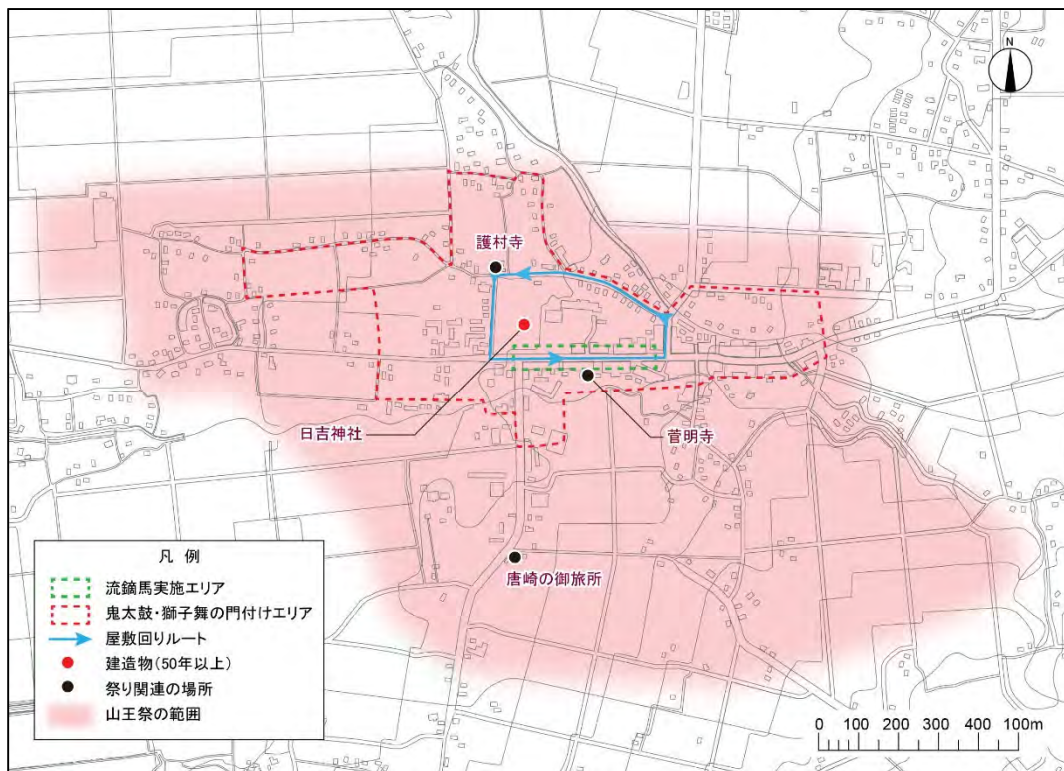 N
護村寺
日吉神社
菅明寺
唐崎の御旅所
凡 例
流鏑馬実施エリア
鬼太鼓・獅子舞の門付けエリア
屋敷回りルート
建造物(50年以上)
祭り関連の場所
山王祭の範囲
0 100 200 300 400 100m